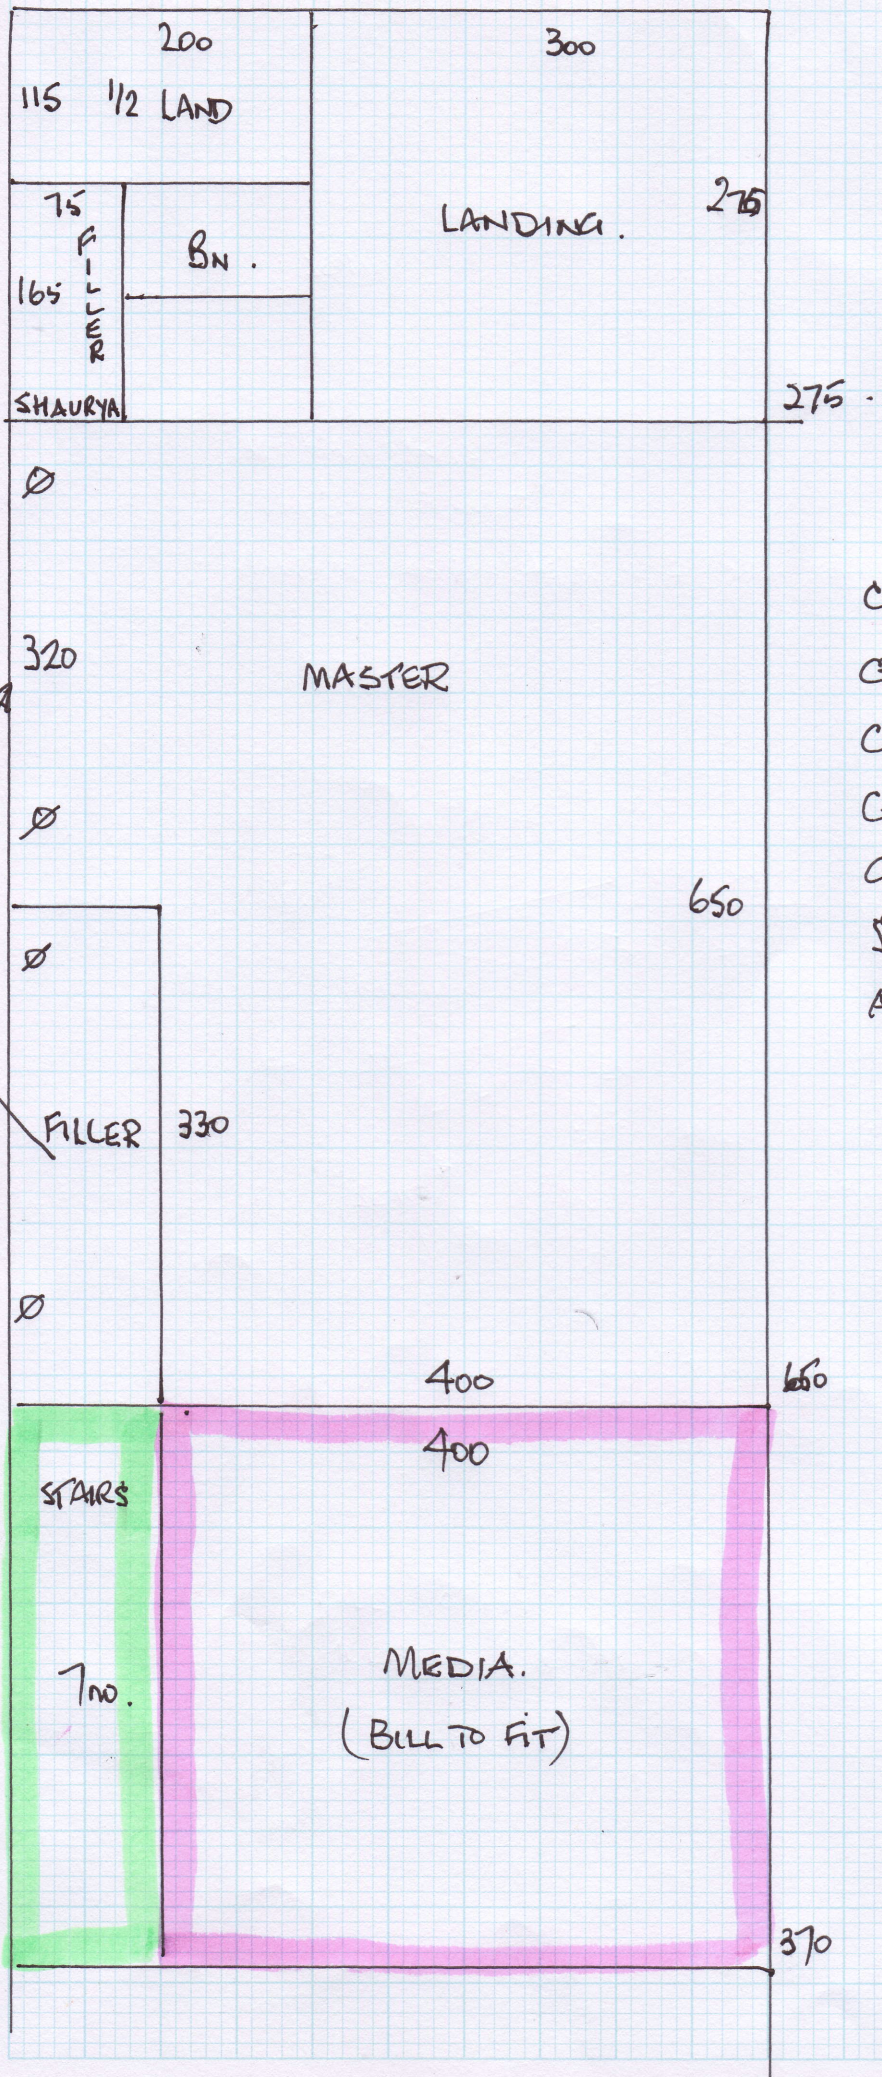 200
300
115 1/2 LAND
75
FILLER
BN.
LANDING.
275
165
SHAURYA
275.
Ø
320
MASTER
Ø
650
Ø
FILLER
330
Ø
400
650
400
STAIRS
7no.
MEDIA.
(BILL TO FIT)
370